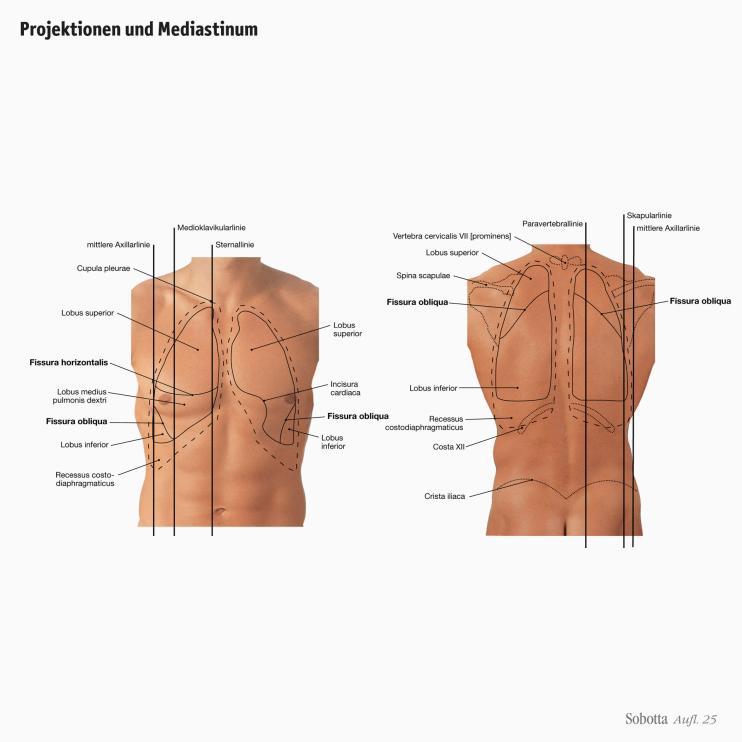 Projektionen und Mediastinum
Medioklavikularlinie
mittlere Axillarlinie
Sternallinie
Cupula pleurae
Lobus superior
Fissura horizontalis
Lobus medius
pulmonis dextri
Fissura obliqua
Lobus inferior
Recessus costo-
diaphragmaticus
Lobus
superior
Incisura
cardiaca
Fissura obliqua
Lobus
inferior
Skapularlinie
Paravertebrallinie
mittlere Axillarlinie
Vertebra cervicalis VII [prominens]
Lobus superior
Spina scapulae
Fissura obliqua
Fissura obliqua
Lobus inferior
Recessus
costodiaphragmaticus
Costa XII
Crista iliaca
Sobotta Aufl. 25